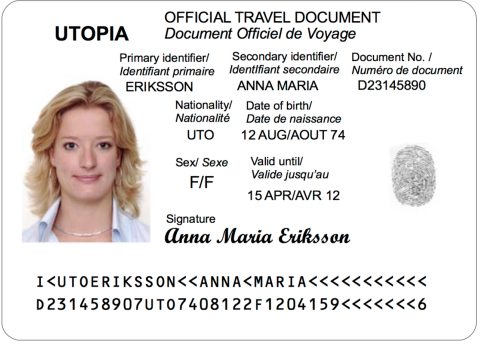 UTOPIA
OFFICIAL TRAVEL DOCUMENT
Document Officiel de Voyage
Primary identifier/
Identifiant primaire
ERIKSSON
Secondary identifier/
Identifiant secondaire
ANNA MARIA
Document No. /
Numéro de document
D23145890
Nationality/
Nationalité
UTO
Date of birth/
Date de naissance
12 AUG/AOUT 74
Sex/ Sexe
F/F
Valid until/
Valide jusqu'au
15 APR/AVR 12
Signature
Anna Maria Eriksson
I<UTOERIKSSON<<ANNA<MARIA<<<<<<<<<<<
D231458907UTO7408122F1204159<<<<<<<6